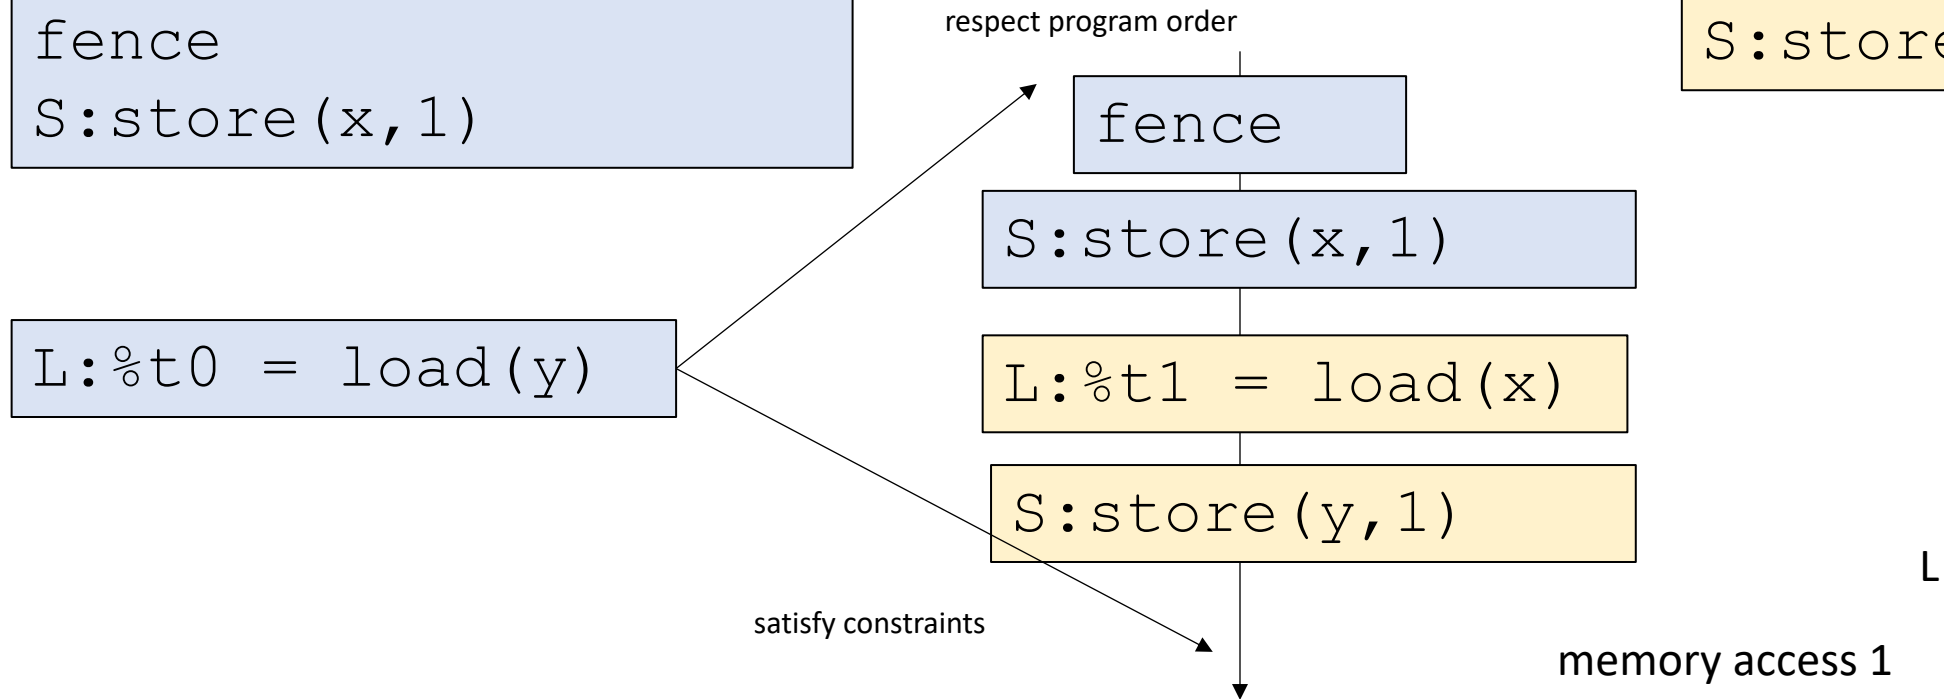 fence
S:store(x,1)
respect program order
fence
S:store
S:store(x,1)
L:%t0 = load(y)
L:%t1 = load(x)
S:store(y,1)
satisfy constraints
L
memory access 1